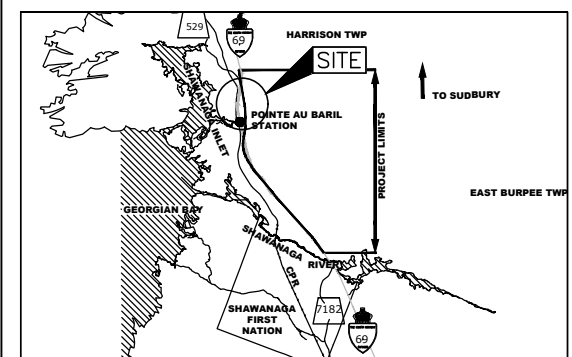 529
69
HARRISON TWP
SITE
TO SUDBURY
SHAWANAGA INLET
POINTE AU BARIL
STATION
PROJECT LIMITS
EAST BURPEE TWP
GEORGIAN BAY
SHAWANAGA
RIVER
CPR
7182
SHAWANAGA
FIRST
NATION
69